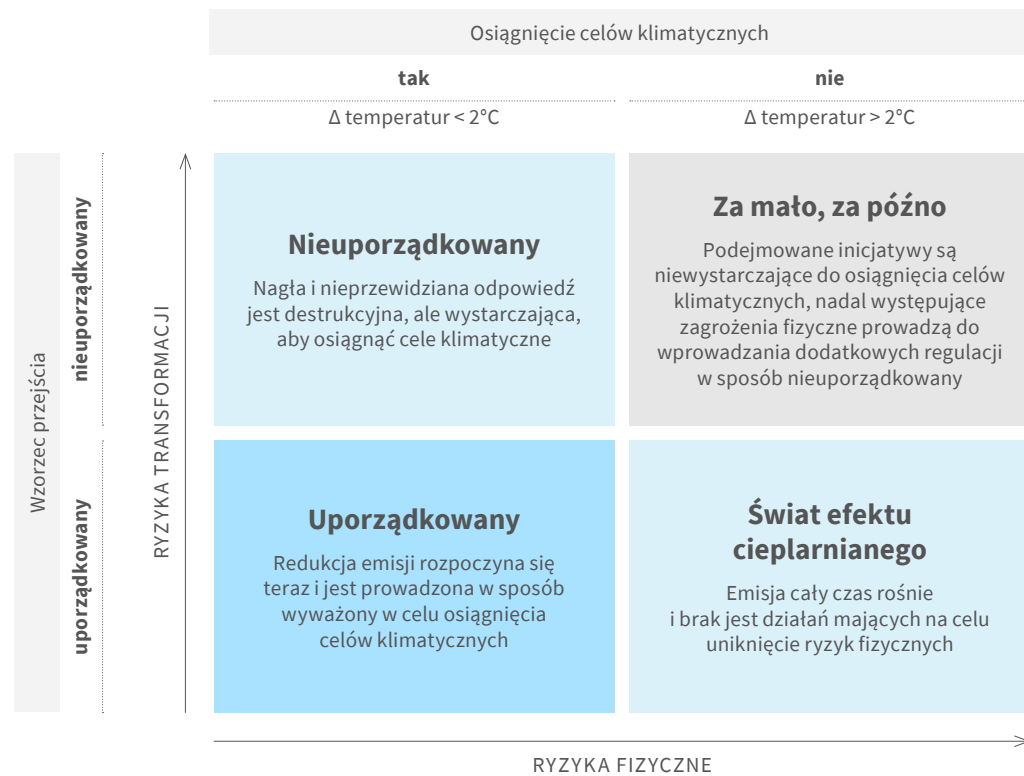 Osiągnięcie celów klimatycznych
tak
nie
Δ temperatur < 2°C
Δ temperatur > 2°C
Wzorzec przejścia
nieuporządkowany
uporządkowany
RYZYKA TRANSFORMACJI
Nieuporządkowany
Nagła i nieprzewidziana odpowiedź
jest destrukcyjna, ale wystarczająca,
aby osiągnąć cele klimatyczne
Za mało, za późno
Podejmowane inicjatywy są
niewystarczające do osiągnięcia celów
klimatycznych, nadal występujące
zagrożenia fizyczne prowadzą do
wprowadzania dodatkowych regulacji
w sposób nieuporządkowany
Uporządkowany
Redukcja emisji rozpoczyna się
teraz i jest prowadzona w sposób
wyważony w celu osiągnięcia
celów klimatycznych
Świat efektu
cieplarnianego
Emisja cały czas rośnie
i brak jest działań mających na celu
uniknięcie ryzyk fizycznych
RYZYKA FIZYCZNE